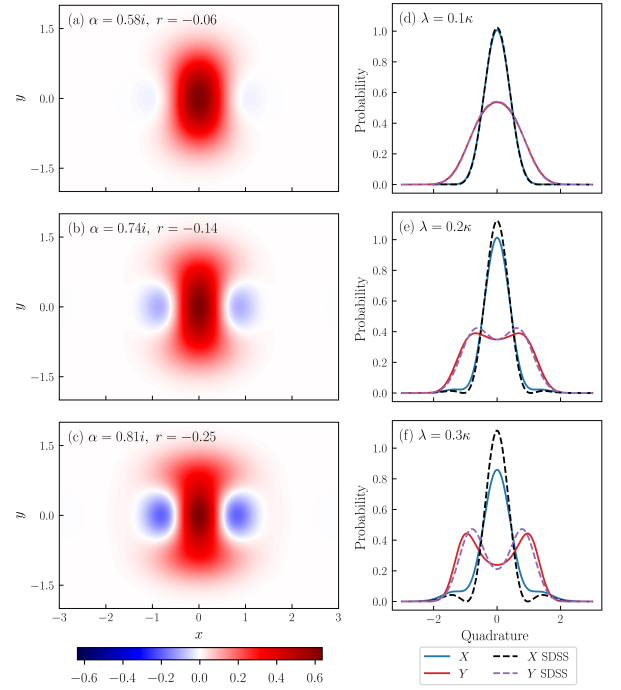 (a) α = 0.58i, r = −0.06
1.5
0.0
−1.5
y
(b) α = 0.74i, r = −0.14
1.5
0.0
−1.5
y
(c) α = 0.81i, r = −0.25
1.5
0.0
−1.5
y
−3 −2 −1 0 1 2 3
x
−0.6 −0.4 −0.2 0.0 0.2 0.4 0.6
(d) λ = 0.1κ
1.0
0.8
0.6
0.4
0.2
0.0
Probability
(e) λ = 0.2κ
1.0
0.8
0.6
0.4
0.2
0.0
Probability
(f) λ = 0.3κ
1.0
0.8
0.6
0.4
0.2
0.0
Probability
−2 0 2
Quadrature
X X SDSS
Y Y SDSS